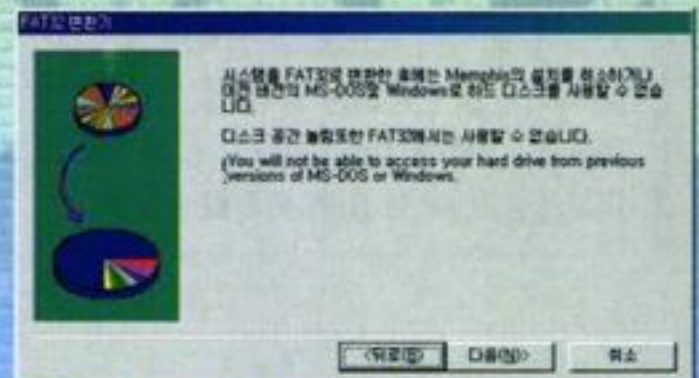 FAT32 변환기
시스템을 FAT32로 변환한 후에는 Memphis의 설치를 취소하거나
이전 버전의 MS-DOS및 Windows로 하드 디스크를 사용할 수 없습
니다.
디스크 공간 늘림또한 FAT32에서는 사용할 수 없습니다.
(You will not be able to access your hard drive from previous
)versions of MS-DOS or Windows.
<뒤로(B)
다음(N)>
취소